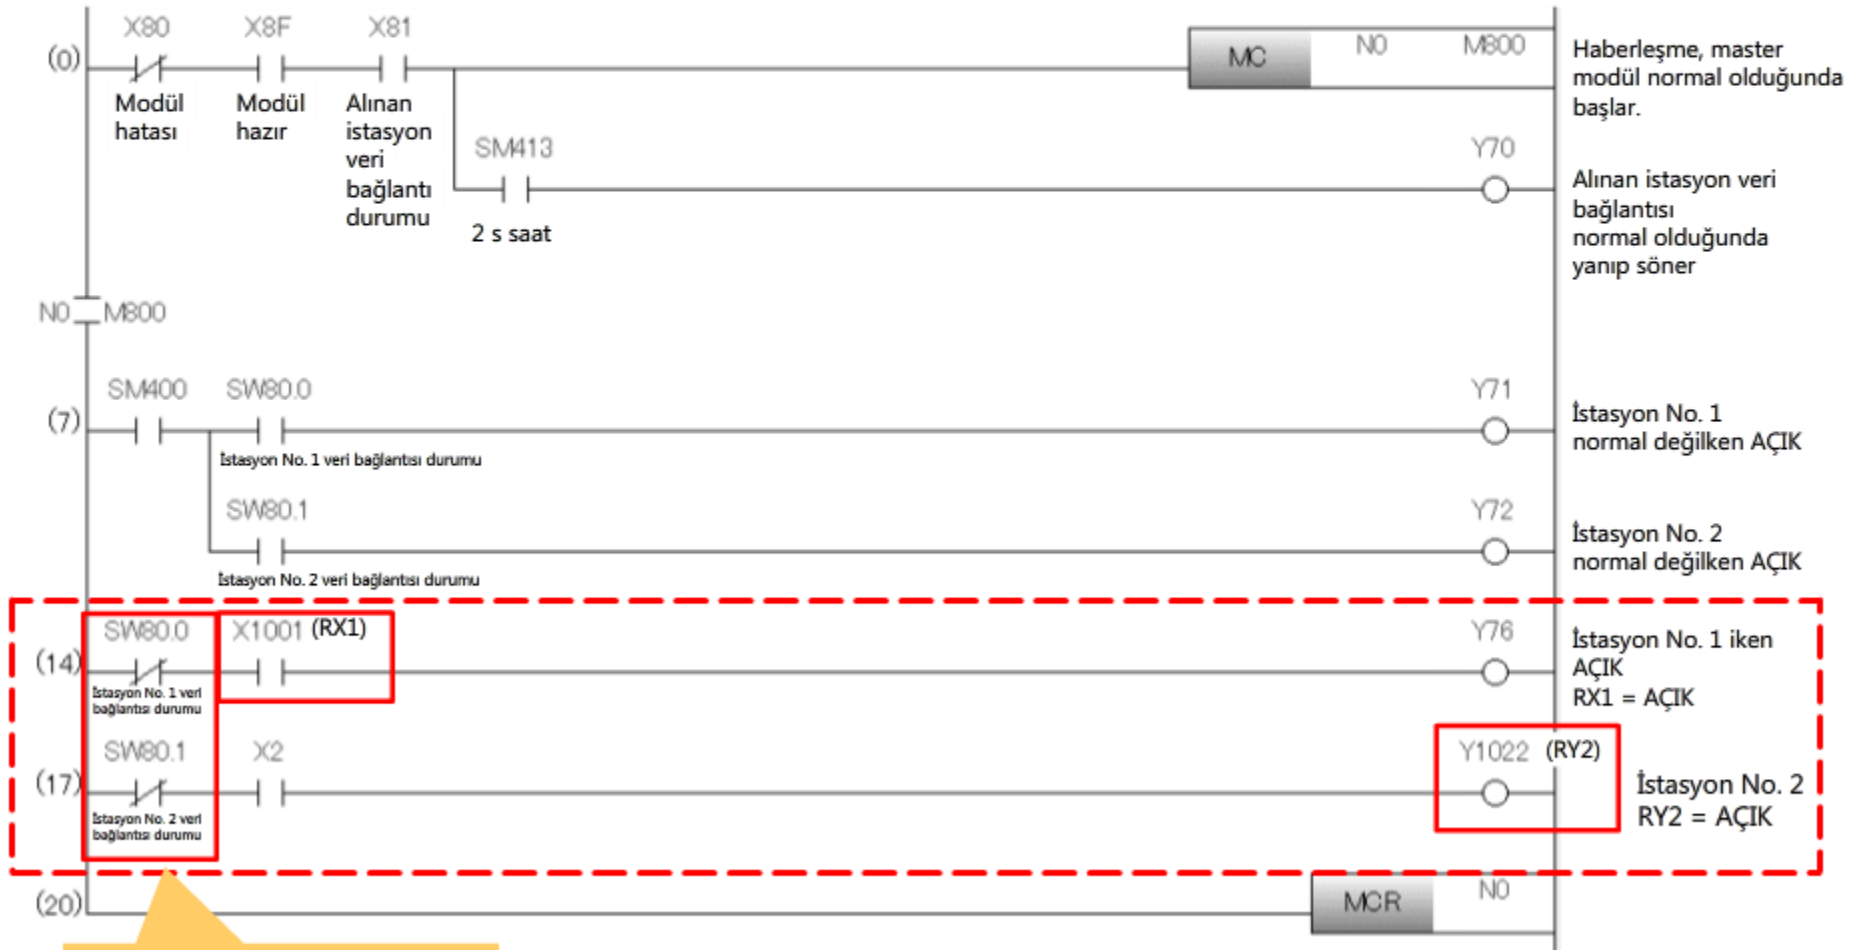 X80 X8F X81
(0)
MC N0 M800
Haberleşme, master
modül normal olduğunda
başlar.
Modül
hatası
Modül
hazır
Alınan
istasyon
veri
bağlantı
durumu
SM413
2 s saat
Y70
Alınan istasyon veri
bağlantısı
normal olduğunda
yanıp söner
N0 M800
SM400 SW80.0 Y71
(7)
İstasyon No. 1 veri bağlantısı durumu
İstasyon No. 1
normal değilken AÇIK
SW80.1 Y72
İstasyon No. 2 veri bağlantısı durumu
İstasyon No. 2
normal değilken AÇIK
SW80.0 X1001 (RX1) Y76
(14)
İstasyon No. 1 veri
bağlantısı durumu
İstasyon No. 1 iken
AÇIK
RX1 = AÇIK
SW80.1 X2 Y1022 (RY2)
(17)
İstasyon No. 2 veri
bağlantısı durumu
İstasyon No. 2
RY2 = AÇIK
(20)
MCR N0